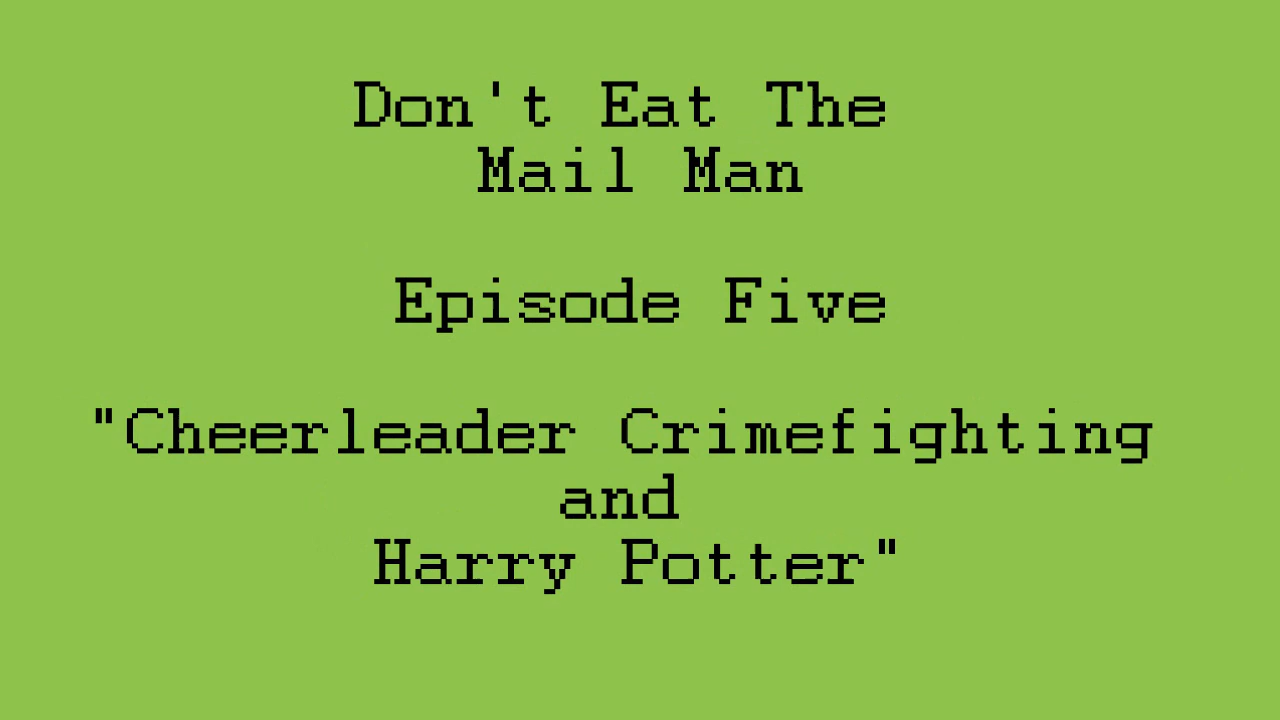 Don't Eat The
Mail Man
Episode Five
"Cheerleader Crimefighting
and
Harry Potter"